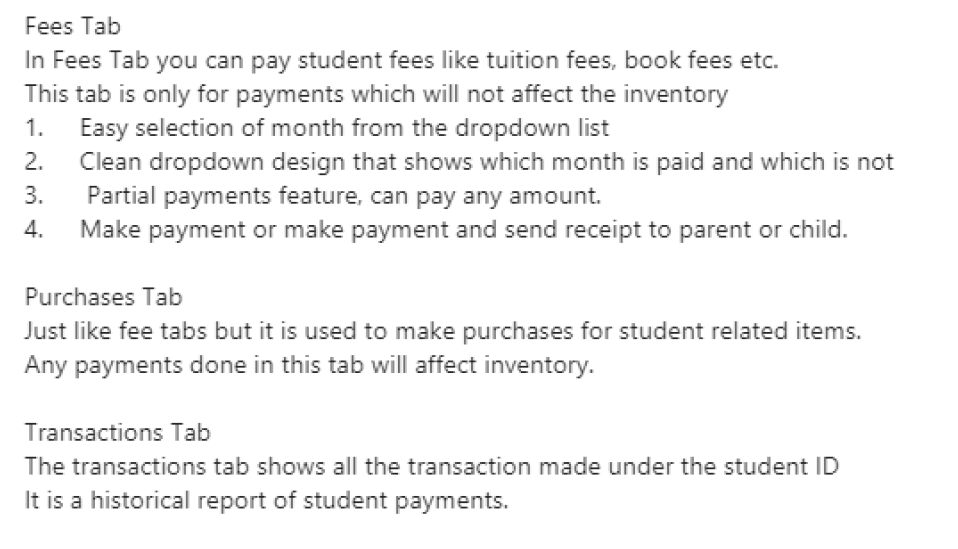 Fees Tab
In Fees Tab you can pay student fees like tuition fees, book fees etc.
This tab is only for payments which will not affect the inventory
1. Easy selection of month from the dropdown list
2. Clean dropdown design that shows which month is paid and which is not
3. Partial payments feature, can pay any amount.
4. Make payment or make payment and send receipt to parent or child.
Purchases Tab
Just like fee tabs but it is used to make purchases for student related items.
Any payments done in this tab will affect inventory.
Transactions Tab
The transactions tab shows all the transaction made under the student ID
It is a historical report of student payments.